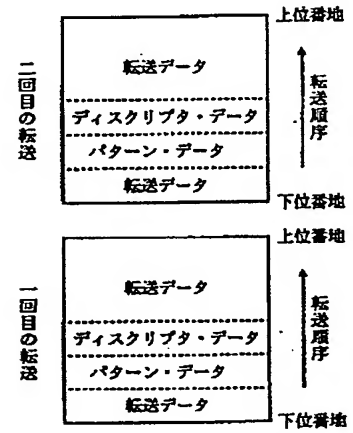 上位番地
二回目の転送
転送データ
ディスクリプタ・データ
パターン・データ
転送データ
転送順序
下位番地
上位番地
一回目の転送
転送データ
ディスクリプタ・データ
パターン・データ
転送データ
転送順序
下位番地